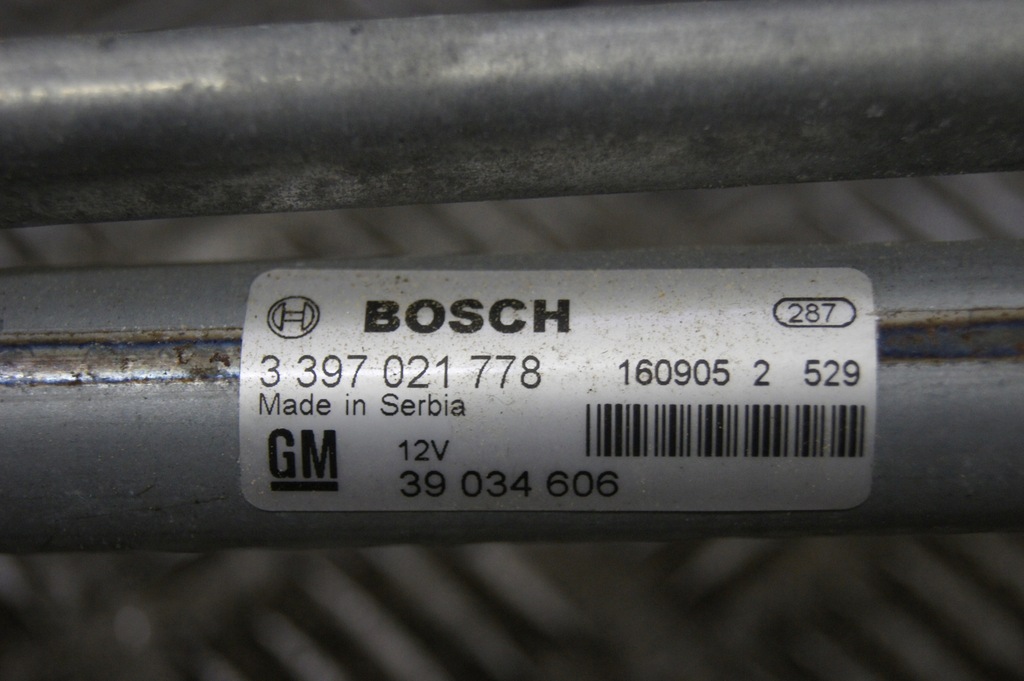 BOSCH 287
3 397 021 778 160905 2 529
Made in Serbia
GM 12V
39 034 606